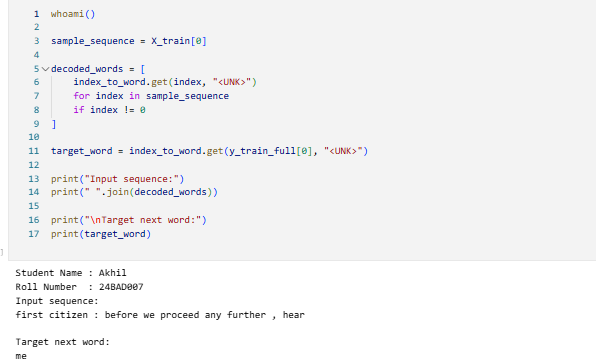 1 whoami()
2
3 sample_sequence = X_train[0]
4
5 decoded_words = [
6     index_to_word.get(index, "<UNK>")
7     for index in sample_sequence
8     if index != 0
9 ]
10
11 target_word = index_to_word.get(y_train_full[0], "<UNK>")
12
13 print("Input sequence:")
14 print(" ".join(decoded_words))
15
16 print("\nTarget next word:")
17 print(target_word)
]
Student Name : Akhil
Roll Number  : 24BAD007
Input sequence:
first citizen : before we proceed any further , hear

Target next word:
me